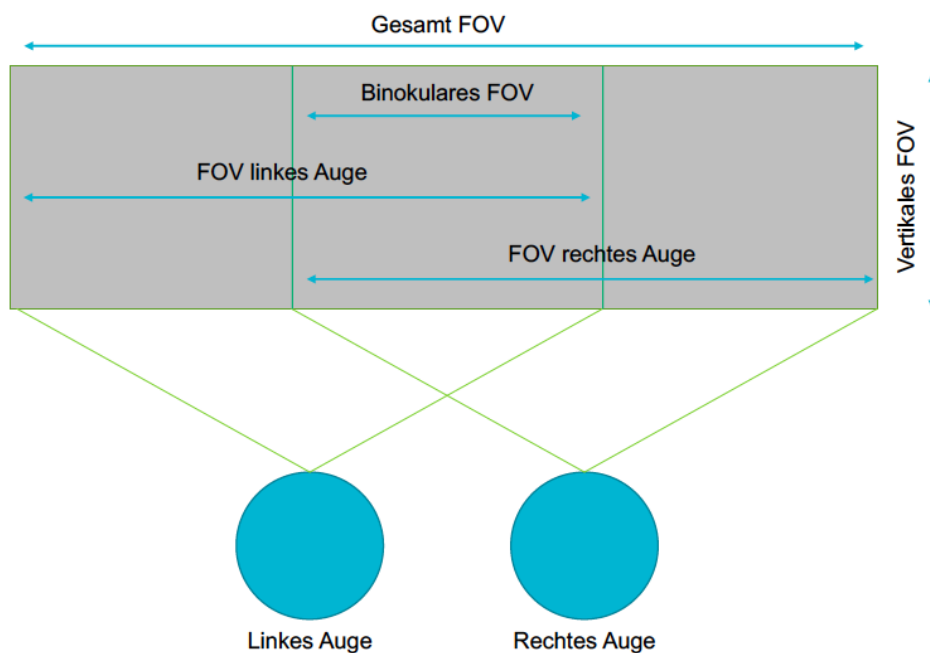 Gesamt FOV
Binokulares FOV
FOV linkes Auge
FOV rechtes Auge
Vertikales FOV
Linkes Auge
Rechtes Auge